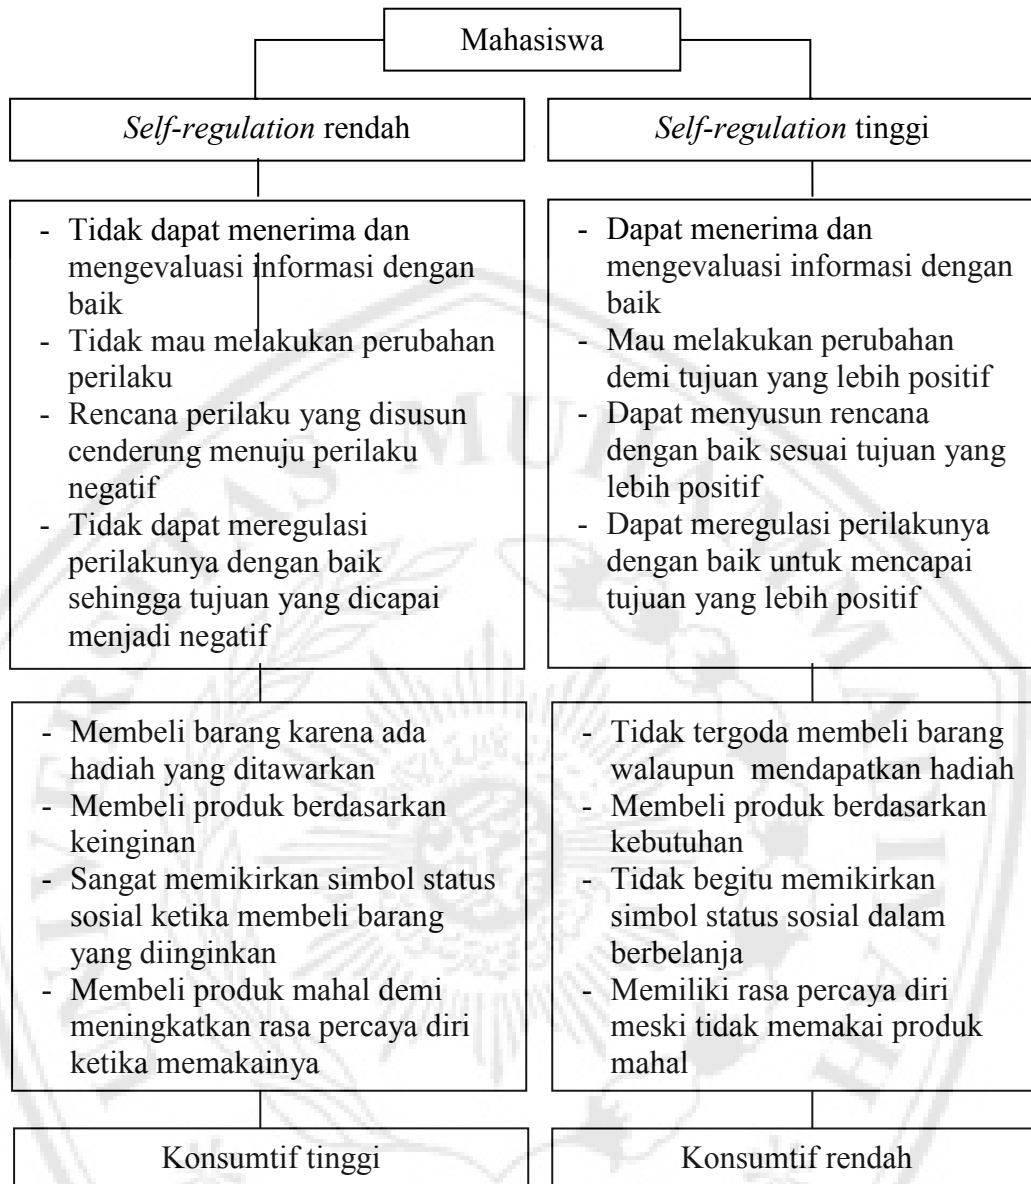 Mahasiswa
Self-regulation rendah
Self-regulation tinggi
- Tidak dapat menerima dan
mengevaluasi informasi dengan
baik
- Tidak mau melakukan perubahan
perilaku
- Rencana perilaku yang disusun
cenderung menuju perilaku
negatif
- Tidak dapat meregulasi
perilakunya dengan baik
sehingga tujuan yang dicapai
menjadi negatif
- Dapat menerima dan
mengevaluasi informasi dengan
baik
- Mau melakukan perubahan
demi tujuan yang lebih positif
- Dapat menyusun rencana
dengan baik sesuai tujuan yang
lebih positif
- Dapat meregulasi perilakunya
dengan baik untuk mencapai
tujuan yang lebih positif
- Membeli barang karena ada
hadiah yang ditawarkan
- Membeli produk berdasarkan
keinginan
- Sangat memikirkan simbol status
sosial ketika membeli barang
yang diinginkan
- Membeli produk mahal demi
meningkatkan rasa percaya diri
ketika memakainya
- Tidak tergoda membeli barang
walaupun mendapatkan hadiah
- Membeli produk berdasarkan
kebutuhan
- Tidak begitu memikirkan
simbol status sosial dalam
berbelanja
- Memiliki rasa percaya diri
meski tidak memakai produk
mahal
Konsumtif tinggi
Konsumtif rendah
UNIVERSITAS MUHAMMADIYAH